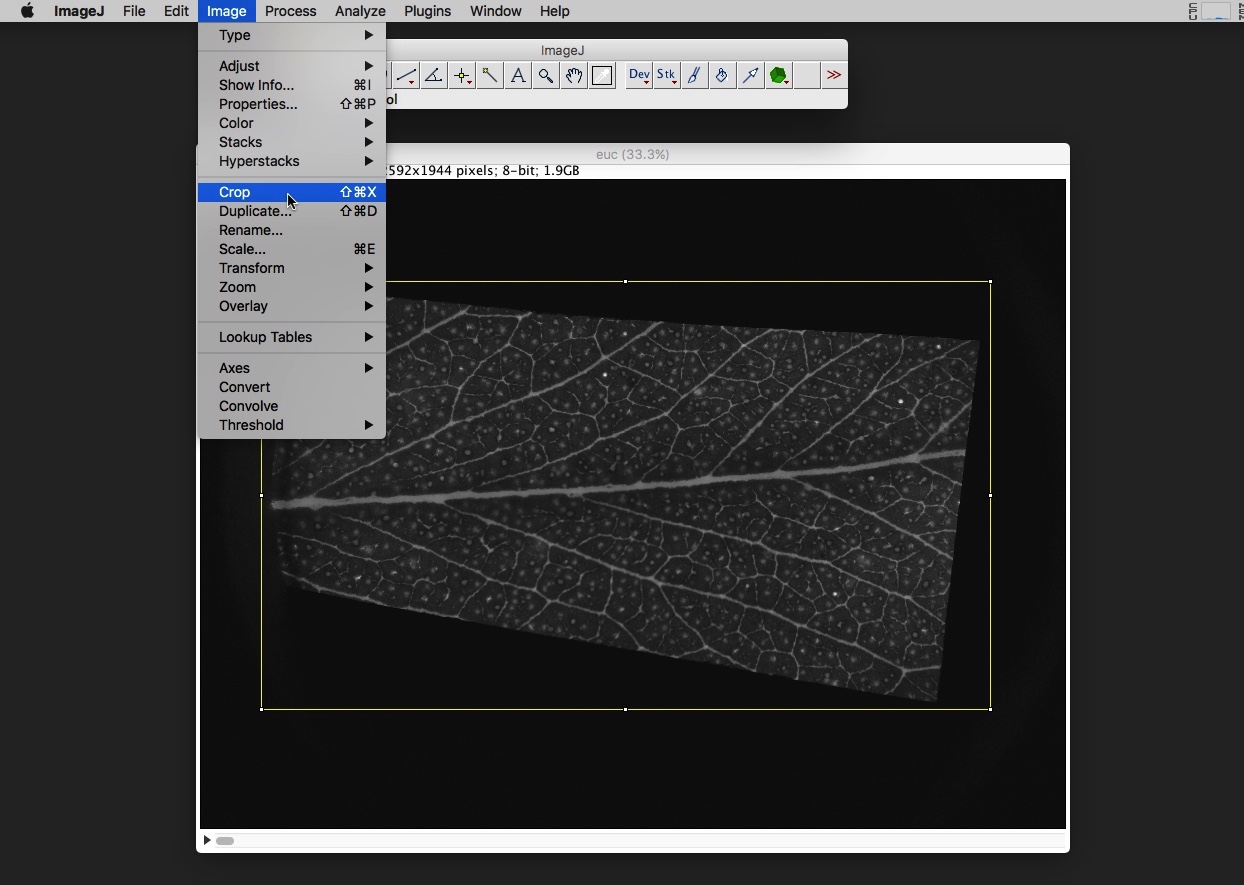 ImageJ File Edit Image Process Analyze Plugins Window Help
Type
Adjust
Show Info... ⌘I
Properties... ⇧⌘P
Color
Stacks
Hyperstacks
Crop ⇧⌘X
Duplicate... ⇧⌘D
Rename...
Scale... ⌘E
Transform
Zoom
Overlay
Lookup Tables
Axes
Convert
Convolve
Threshold
ImageJ
A Dev Stk >>
ol
euc (33.3%)
592x1944 pixels; 8-bit; 1.9GB